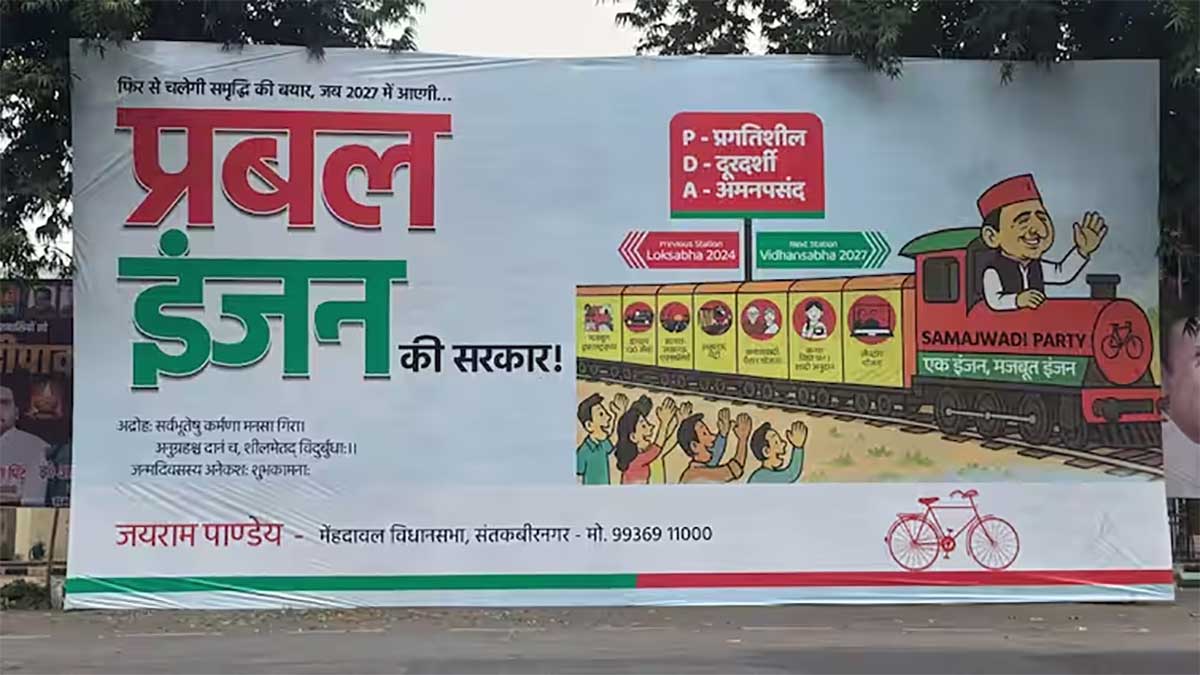 फिर से चलेगी समृद्धि की बयार, जब 2027 में आएगी...
प्रबल
इंजन
की सरकार!
अद्रोह: सर्वभूतेषु कर्मणा मनसा गिरा।
अनुग्रहश्च दानं च, शीलमेतद् विदुर्बुधा:।।
जन्मदिवसस्य अनेकश: शुभकामना:
P - प्रगतिशील
D - दूरदर्शी
A - अमनपसंद
Previous Station
Loksabha 2024
Next Station
Vidhansabha 2027
SAMAJWADI PARTY
एक इंजन, मजबूत इंजन
जयराम पाण्डेय - मेंहदावल विधानसभा, संतकबीरनगर - मो. 99369 11000